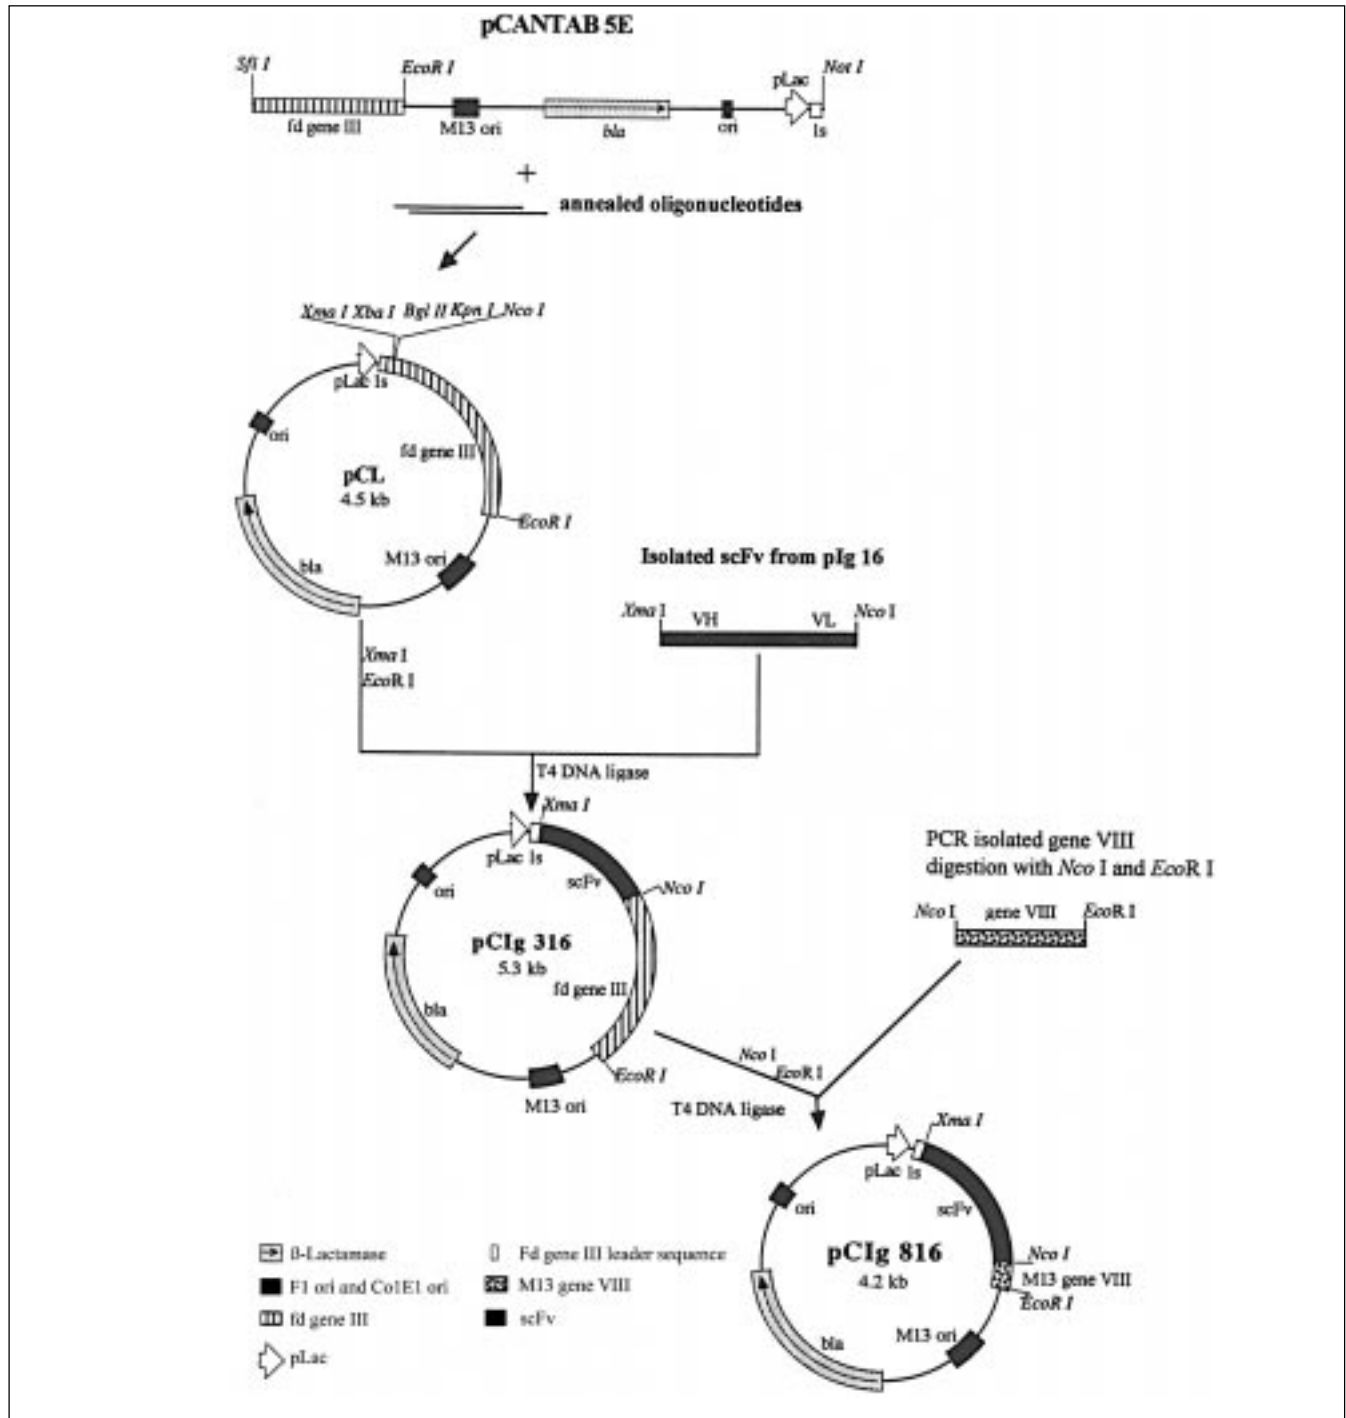 pCANTAB 5E
Sfi I
EcoR I
pLac
Not I
fd gene III
M13 ori
bla
ori
ls
+
annealed oligonucleotides
Xma I Xba I Bgl II Kpn I Nco I
pLac ls
ori
fd gene III
pCL
4.5 kb
EcoR I
M13 ori
bla
Isolated scFv from pIg 16
Xma I
VH
VL
Nco I
Xma I
EcoR I
T4 DNA ligase
Xma I
pLac ls
scFv
ori
Nco I
pCIg 316
5.3 kb
fd gene III
bla
EcoR I
M13 ori
PCR isolated gene VIII
digestion with Nco I and EcoR I
Nco I
gene VIII
EcoR I
Nco I
EcoR I
T4 DNA ligase
Xma I
pLac ls
ori
scFv
pCIg 816
4.2 kb
Nco I
M13 gene VIII
EcoR I
M13 ori
bla
ß-Lactamase
Fd gene III leader sequence
F1 ori and Co1E1 ori
M13 gene VIII
fd gene III
scFv
pLac